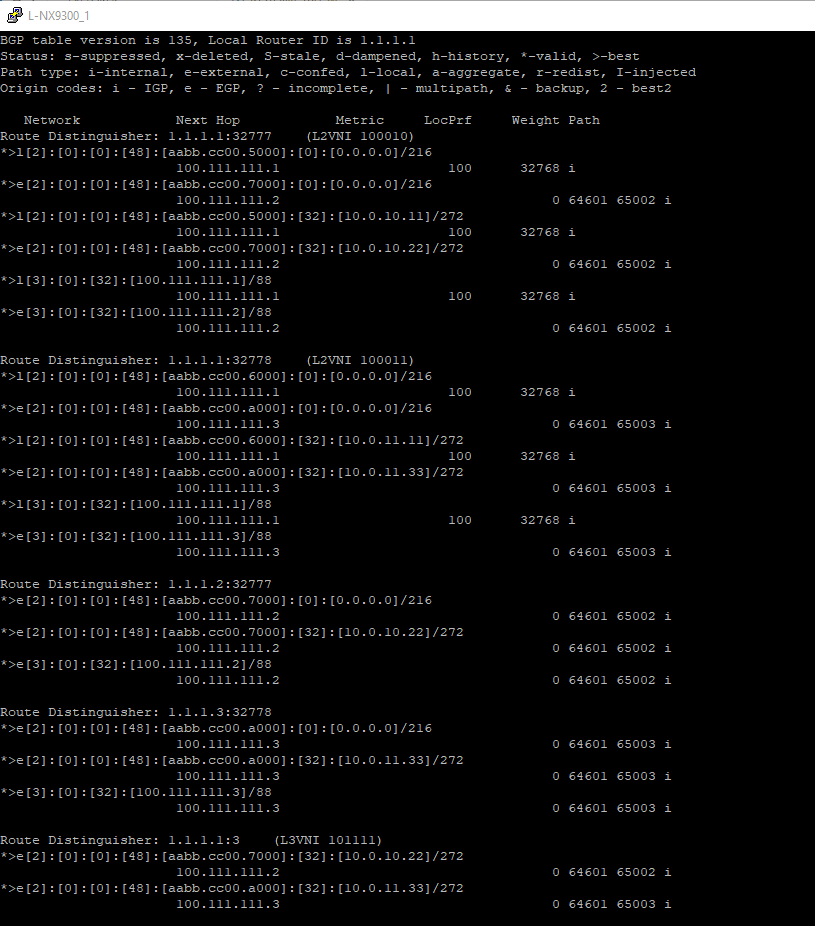 L-NX9300_1
BGP table version is 135, Local Router ID is 1.1.1.1
Status: s-suppressed, x-deleted, S-stale, d-dampened, h-history, *-valid, >-best
Path type: i-internal, e-external, c-confed, l-local, a-aggregate, r-redist, I-injected
Origin codes: i - IGP, e - EGP, ? - incomplete, | - multipath, & - backup, 2 - best2
   Network            Next Hop            Metric     LocPrf     Weight Path
Route Distinguisher: 1.1.1.1:32777    (L2VNI 100010)
*>l[2]:[0]:[0]:[48]:[aabb.cc00.5000]:[0]:[0.0.0.0]/216
                      100.111.111.1                     100      32768 i
*>e[2]:[0]:[0]:[48]:[aabb.cc00.7000]:[0]:[0.0.0.0]/216
                      100.111.111.2                                  0 64601 65002 i
*>l[2]:[0]:[0]:[48]:[aabb.cc00.5000]:[32]:[10.0.10.11]/272
                      100.111.111.1                     100      32768 i
*>e[2]:[0]:[0]:[48]:[aabb.cc00.7000]:[32]:[10.0.10.22]/272
                      100.111.111.2                                  0 64601 65002 i
*>l[3]:[0]:[32]:[100.111.111.1]/88
                      100.111.111.1                     100      32768 i
*>e[3]:[0]:[32]:[100.111.111.2]/88
                      100.111.111.2                                  0 64601 65002 i
Route Distinguisher: 1.1.1.1:32778    (L2VNI 100011)
*>l[2]:[0]:[0]:[48]:[aabb.cc00.6000]:[0]:[0.0.0.0]/216
                      100.111.111.1                     100      32768 i
*>e[2]:[0]:[0]:[48]:[aabb.cc00.a000]:[0]:[0.0.0.0]/216
                      100.111.111.3                                  0 64601 65003 i
*>l[2]:[0]:[0]:[48]:[aabb.cc00.6000]:[32]:[10.0.11.11]/272
                      100.111.111.1                     100      32768 i
*>e[2]:[0]:[0]:[48]:[aabb.cc00.a000]:[32]:[10.0.11.33]/272
                      100.111.111.3                                  0 64601 65003 i
*>l[3]:[0]:[32]:[100.111.111.1]/88
                      100.111.111.1                     100      32768 i
*>e[3]:[0]:[32]:[100.111.111.3]/88
                      100.111.111.3                                  0 64601 65003 i
Route Distinguisher: 1.1.1.2:32777
*>e[2]:[0]:[0]:[48]:[aabb.cc00.7000]:[0]:[0.0.0.0]/216
                      100.111.111.2                                  0 64601 65002 i
*>e[2]:[0]:[0]:[48]:[aabb.cc00.7000]:[32]:[10.0.10.22]/272
                      100.111.111.2                                  0 64601 65002 i
*>e[3]:[0]:[32]:[100.111.111.2]/88
                      100.111.111.2                                  0 64601 65002 i
Route Distinguisher: 1.1.1.3:32778
*>e[2]:[0]:[0]:[48]:[aabb.cc00.a000]:[0]:[0.0.0.0]/216
                      100.111.111.3                                  0 64601 65003 i
*>e[2]:[0]:[0]:[48]:[aabb.cc00.a000]:[32]:[10.0.11.33]/272
                      100.111.111.3                                  0 64601 65003 i
*>e[3]:[0]:[32]:[100.111.111.3]/88
                      100.111.111.3                                  0 64601 65003 i
Route Distinguisher: 1.1.1.1:3    (L3VNI 101111)
*>e[2]:[0]:[0]:[48]:[aabb.cc00.7000]:[32]:[10.0.10.22]/272
                      100.111.111.2                                  0 64601 65002 i
*>e[2]:[0]:[0]:[48]:[aabb.cc00.a000]:[32]:[10.0.11.33]/272
                      100.111.111.3                                  0 64601 65003 i